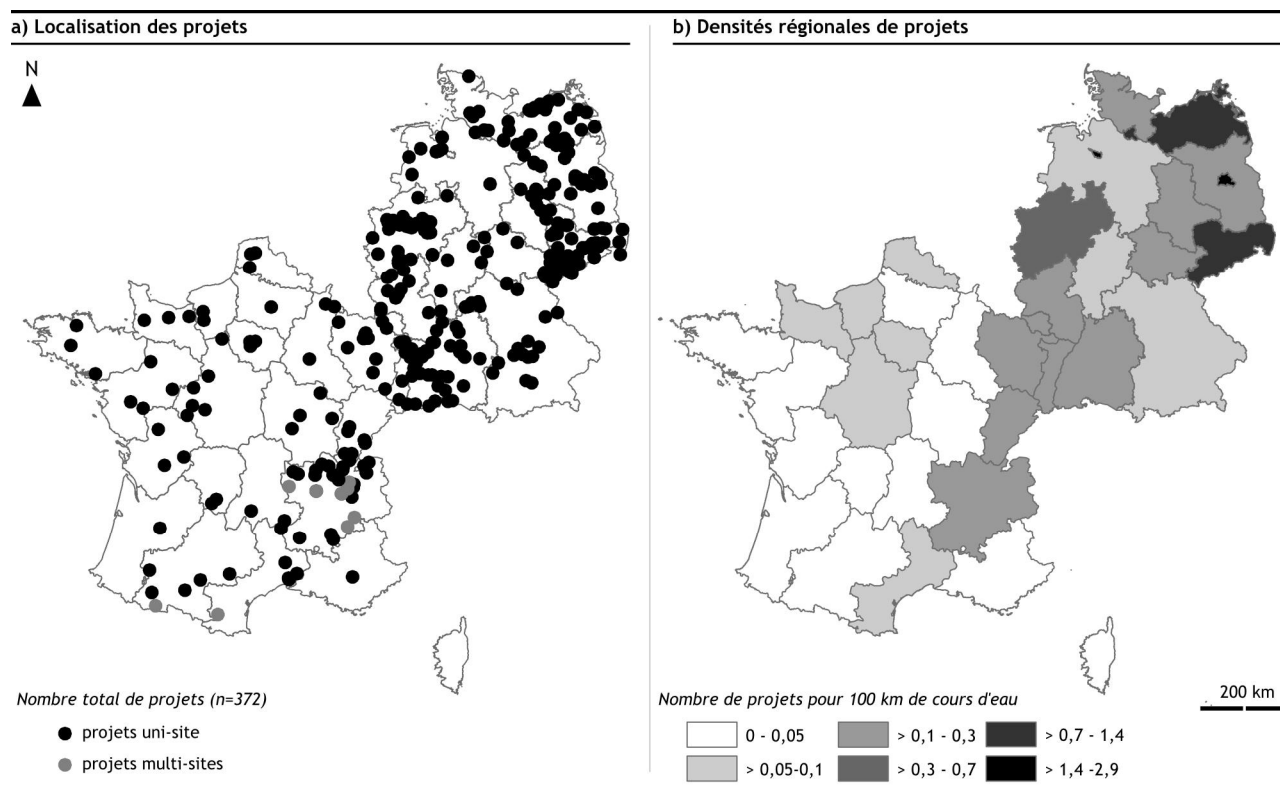 a) Localisation des projets
N
Nombre total de projets (n=372)
projets uni-site
projets multi-sites
b) Densités régionales de projets
200 km
Nombre de projets pour 100 km de cours d'eau
0 - 0,05
> 0,1 - 0,3
> 0,7 - 1,4
> 0,05-0,1
> 0,3 - 0,7
> 1,4 -2,9